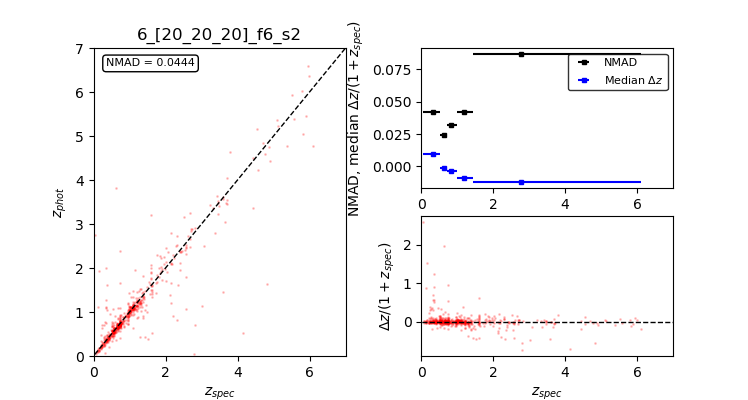 6_[20_20_20]_f6_s2
NMAD = 0.0444
7
6
5
4
3
2
1
0
z_phot
0 2 4 6
z_spec
NMAD, median Δz/(1 + z_spec)
0.075
0.050
0.025
0.000
NMAD
Median Δz
0 2 4 6
Δz/(1 + z_spec)
2
1
0
0 2 4 6
z_spec